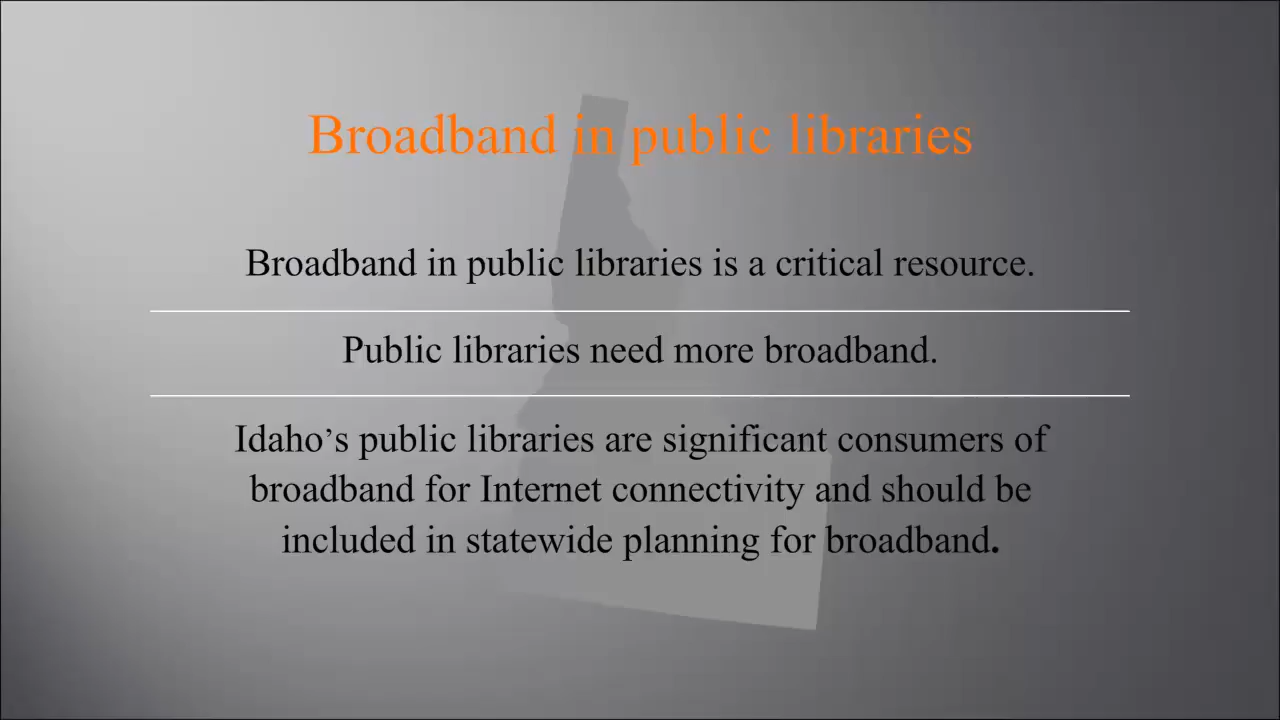 Broadband in public libraries
Broadband in public libraries is a critical resource.
Public libraries need more broadband.
Idaho’s public libraries are significant consumers of
broadband for Internet connectivity and should be
included in statewide planning for broadband.